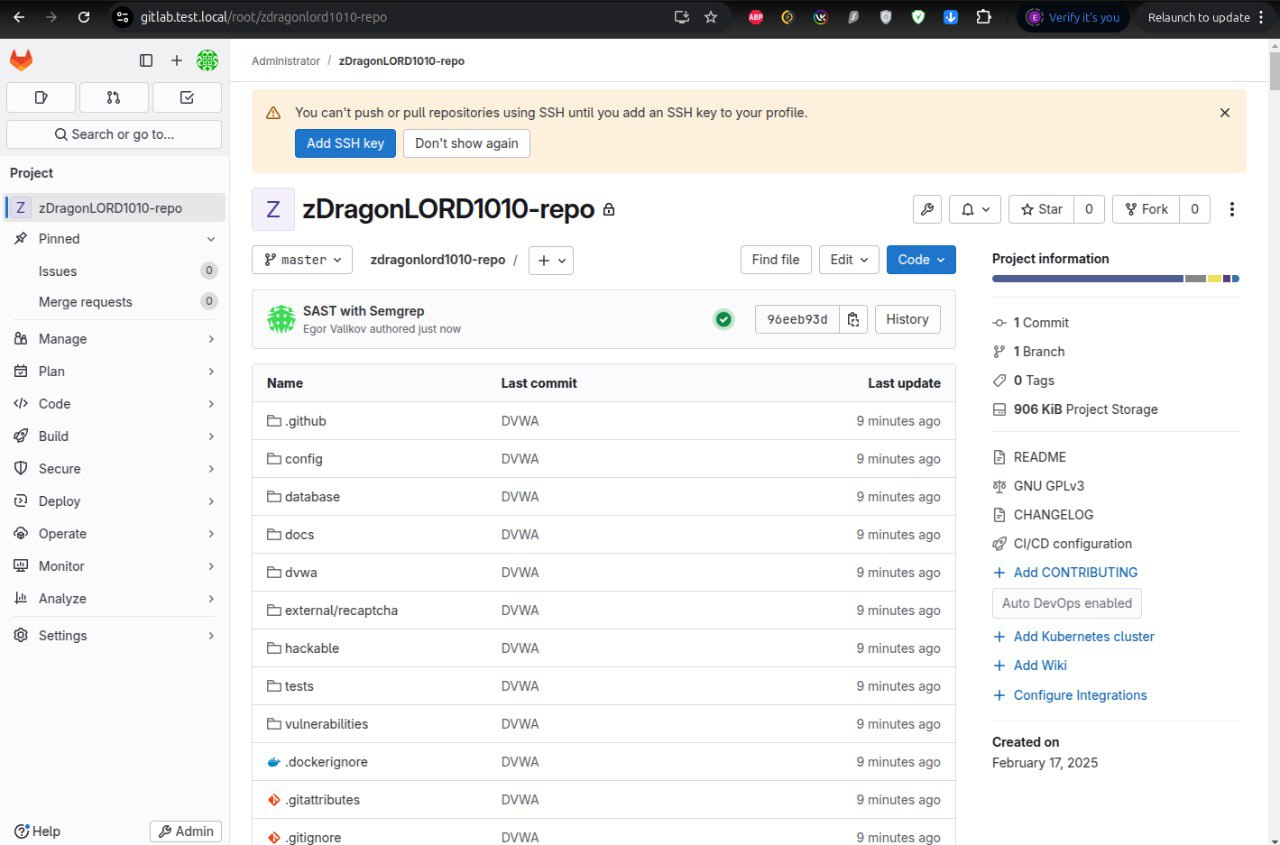 gitlab.test.local/root/zdragonlord1010-repo
ABP
VK
E Verify it's you
Relaunch to update
Administrator / zDragonLORD1010-repo
Search or go to...
You can't push or pull repositories using SSH until you add an SSH key to your profile.
Add SSH key
Don't show again
Project
Z zDragonLORD1010-repo
Pinned
Issues 0
Merge requests 0
Manage
Plan
Code
Build
Secure
Deploy
Operate
Monitor
Analyze
Settings
Help
Admin
Z zDragonLORD1010-repo
Star 0
Fork 0
master
zdragonlord1010-repo /
Find file
Edit
Code
SAST with Semgrep
Egor Valikov authored just now
96eeb93d
History
Name Last commit Last update
.github DVWA 9 minutes ago
config DVWA 9 minutes ago
database DVWA 9 minutes ago
docs DVWA 9 minutes ago
dvwa DVWA 9 minutes ago
external/recaptcha DVWA 9 minutes ago
hackable DVWA 9 minutes ago
tests DVWA 9 minutes ago
vulnerabilities DVWA 9 minutes ago
.dockerignore DVWA 9 minutes ago
.gitattributes DVWA 9 minutes ago
.gitignore DVWA 9 minutes ago
Project information
1 Commit
1 Branch
0 Tags
906 KiB Project Storage
README
GNU GPLv3
CHANGELOG
CI/CD configuration
Add CONTRIBUTING
Auto DevOps enabled
Add Kubernetes cluster
Add Wiki
Configure Integrations
Created on
February 17, 2025